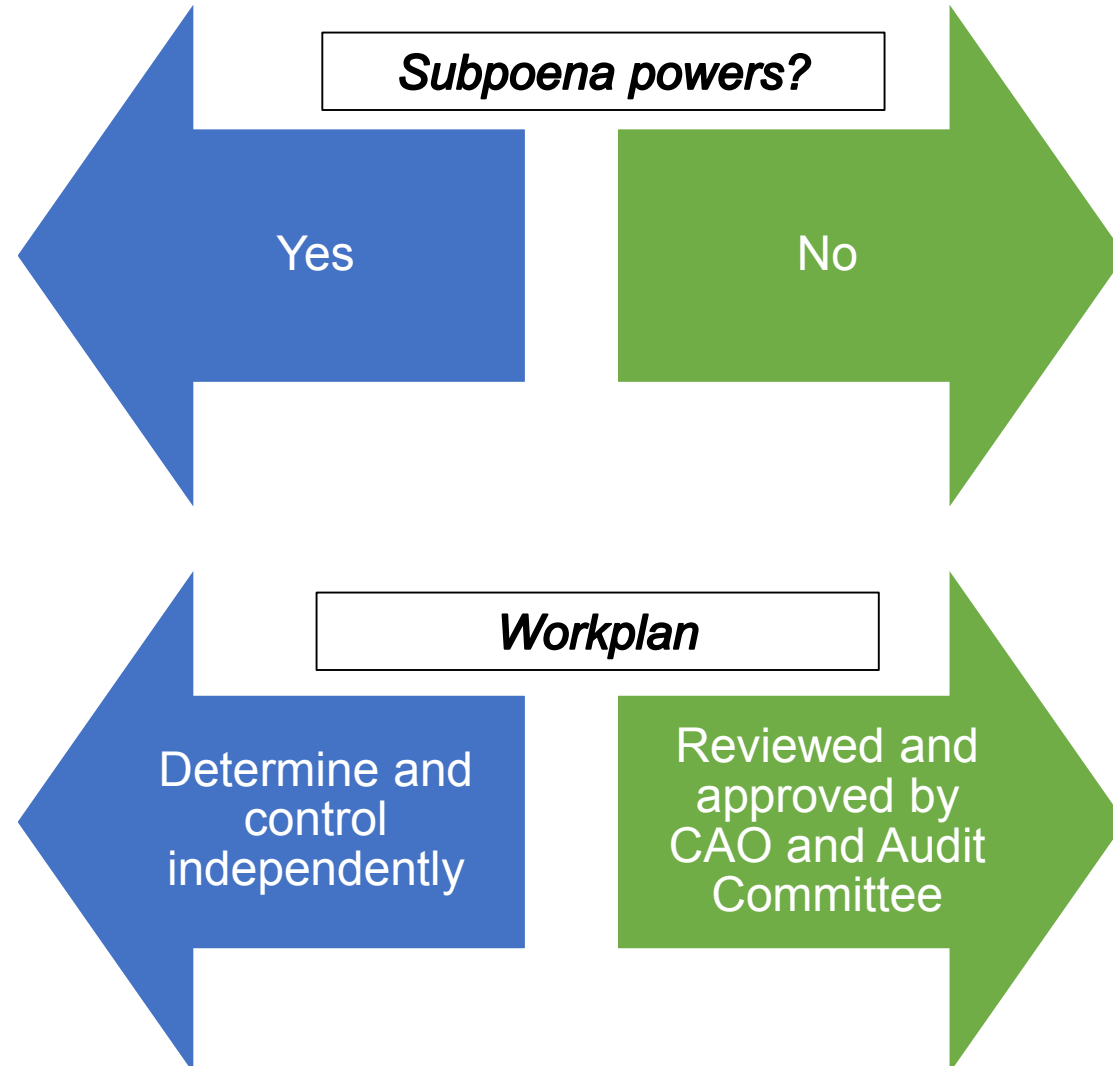 Subpoena powers?
Yes
No
Workplan
Determine and
control
independently
Reviewed and
approved by
CAO and Audit
Committee